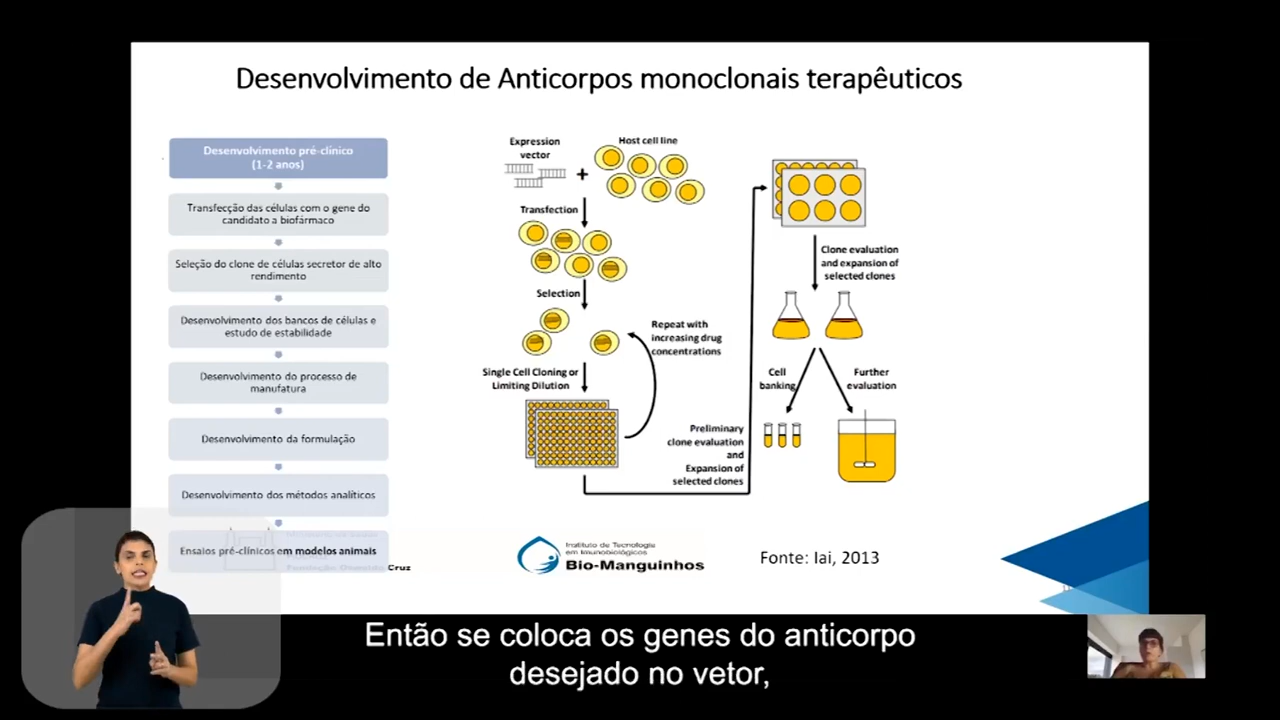 Desenvolvimento de Anticorpos monoclonais terapêuticos
Desenvolvimento pré-clínico
(1-2 anos)
Transfecção das células com o gene do
candidato a biofármaco
Seleção do clone de células secretor de alto
rendimento
Desenvolvimento dos bancos de células e
estudo de estabilidade
Desenvolvimento do processo de
manufatura
Desenvolvimento da formulação
Desenvolvimento dos métodos analíticos
Ensaios pré-clínicos em modelos animais
Cruz
Expression
vector
+
Host cell line
Transfection
Selection
Repeat with
increasing drug
concentrations
Single Cell Cloning or
Limiting Dilution
Preliminary
clone evaluation
and
Expansion of
selected clones
Clone evaluation
and expansion of
selected clones
Cell
banking
Further
evaluation
Instituto de Tecnologia
em Imunobiológicos
Bio-Manguinhos
Fonte: Iai, 2013
Então se coloca os genes do anticorpo
desejado no vetor,